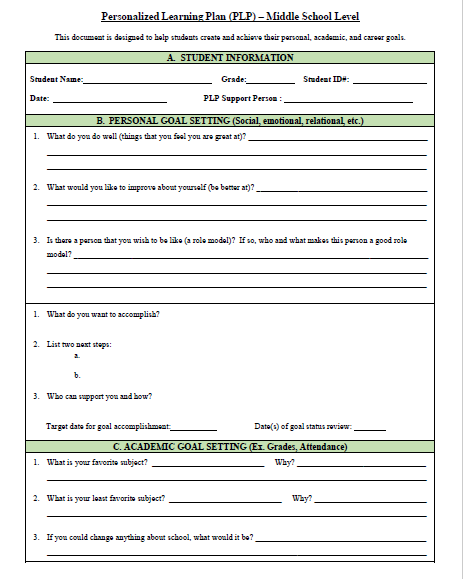 Personalized Learning Plan (PLP) – Middle School Level
This document is designed to help students create and achieve their personal, academic, and career goals.
A. STUDENT INFORMATION
Student Name: Grade: Student ID#:
Date: PLP Support Person :
B. PERSONAL GOAL SETTING (Social, emotional, relational, etc.)
1. What do you do well (things that you feel you are great at)?
2. What would you like to improve about yourself (be better at)?
3. Is there a person that you wish to be like (a role model)? If so, who and what makes this person a good role
model?
1. What do you want to accomplish?
2. List two next steps:
a.
b.
3. Who can support you and how?
Target date for goal accomplishment: Date(s) of goal status review:
C. ACADEMIC GOAL SETTING (Ex. Grades, Attendance)
1. What is your favorite subject? Why?
2. What is your least favorite subject? Why?
3. If you could change anything about school, what would it be?